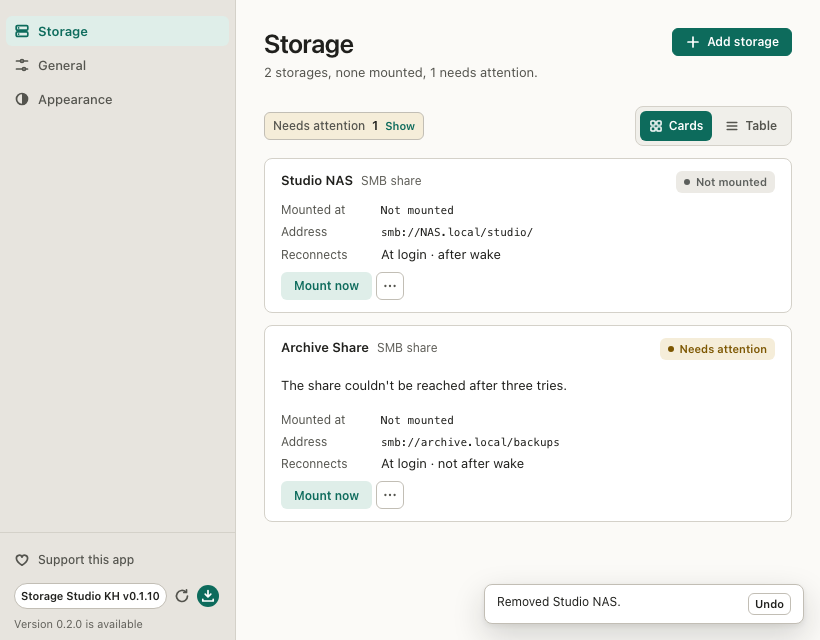 Storage
General
Appearance
Support this app
Storage Studio KH v0.1.10
Version 0.2.0 is available
Storage
Add storage
2 storages, none mounted, 1 needs attention.
Needs attention 1 Show
Cards
Table
Studio NAS SMB share
Not mounted
Mounted at Not mounted
Address smb://NAS.local/studio/
Reconnects At login · after wake
Mount now
Archive Share SMB share
Needs attention
The share couldn't be reached after three tries.
Mounted at Not mounted
Address smb://archive.local/backups
Reconnects At login · not after wake
Mount now
Removed Studio NAS.
Undo